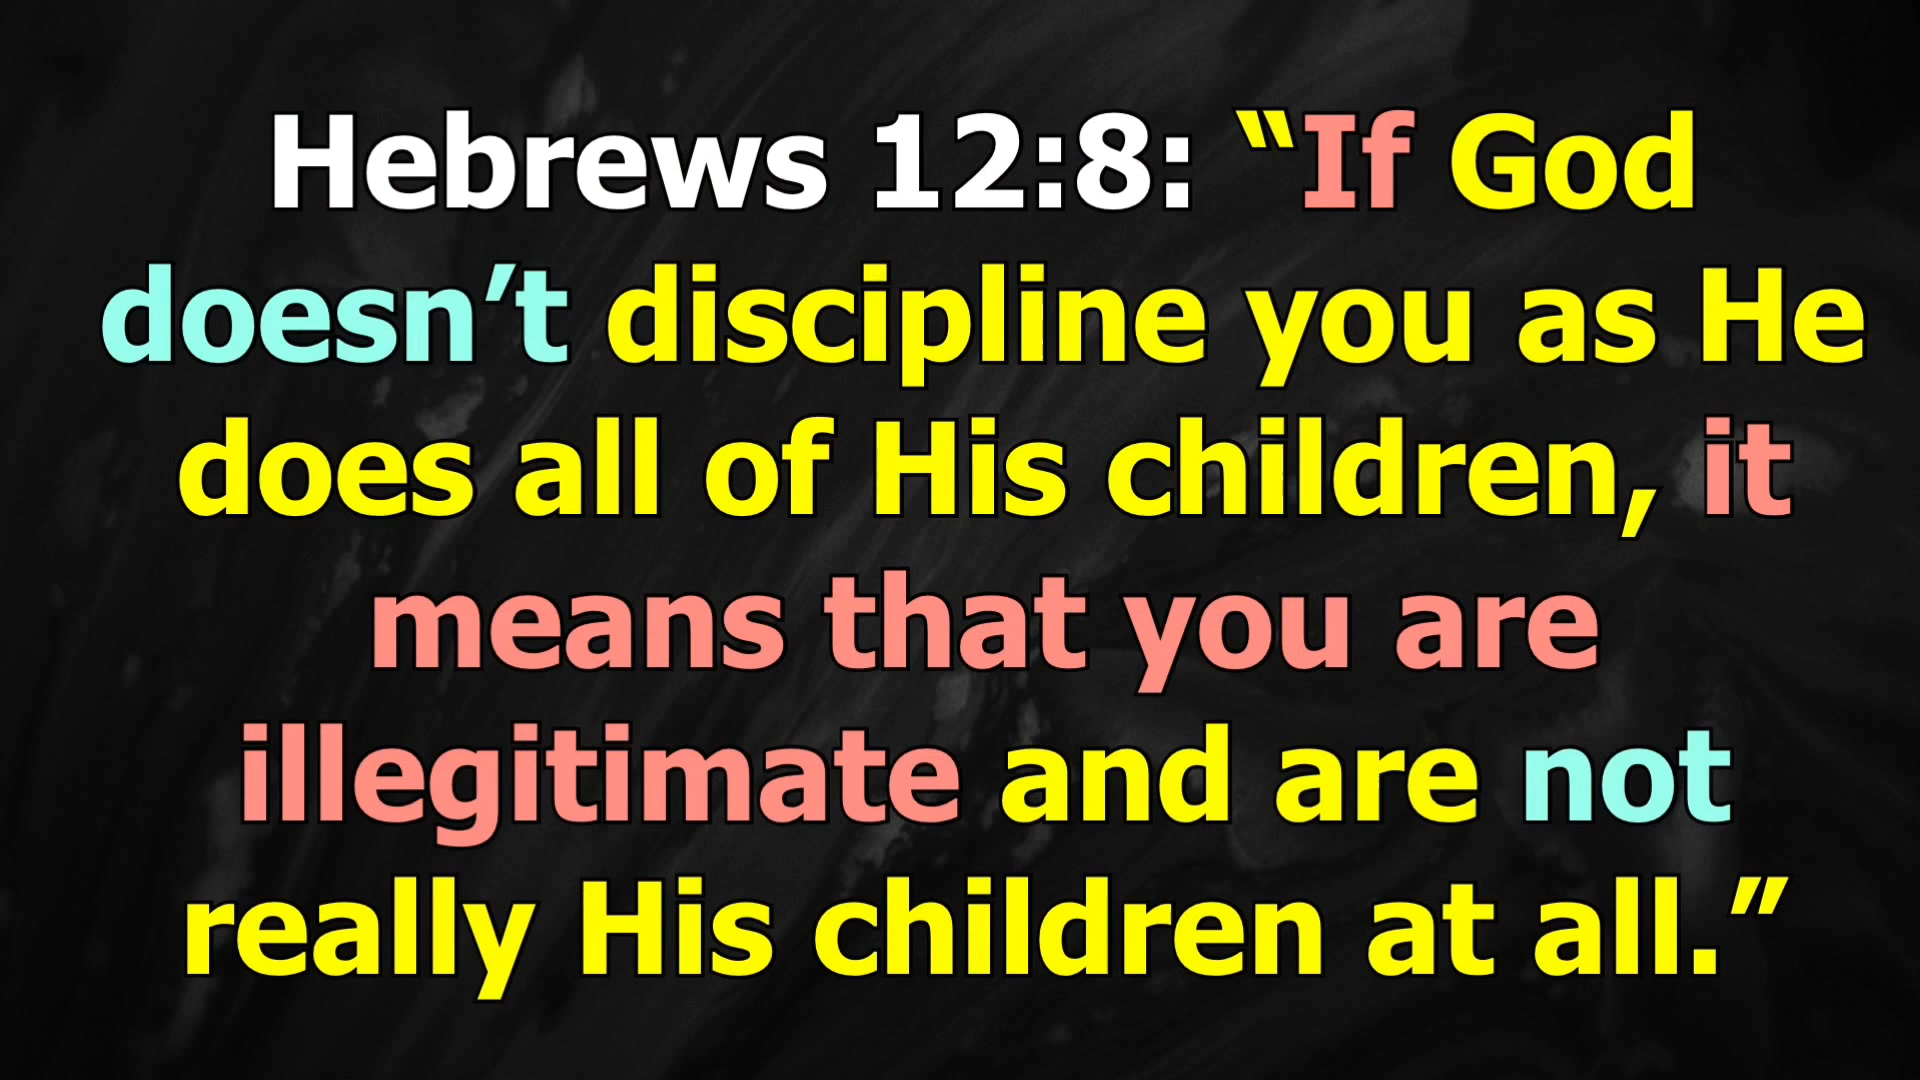 Hebrews 12:8: “If God
doesn’t discipline you as He
does all of His children, it
means that you are
illegitimate and are not
really His children at all.”